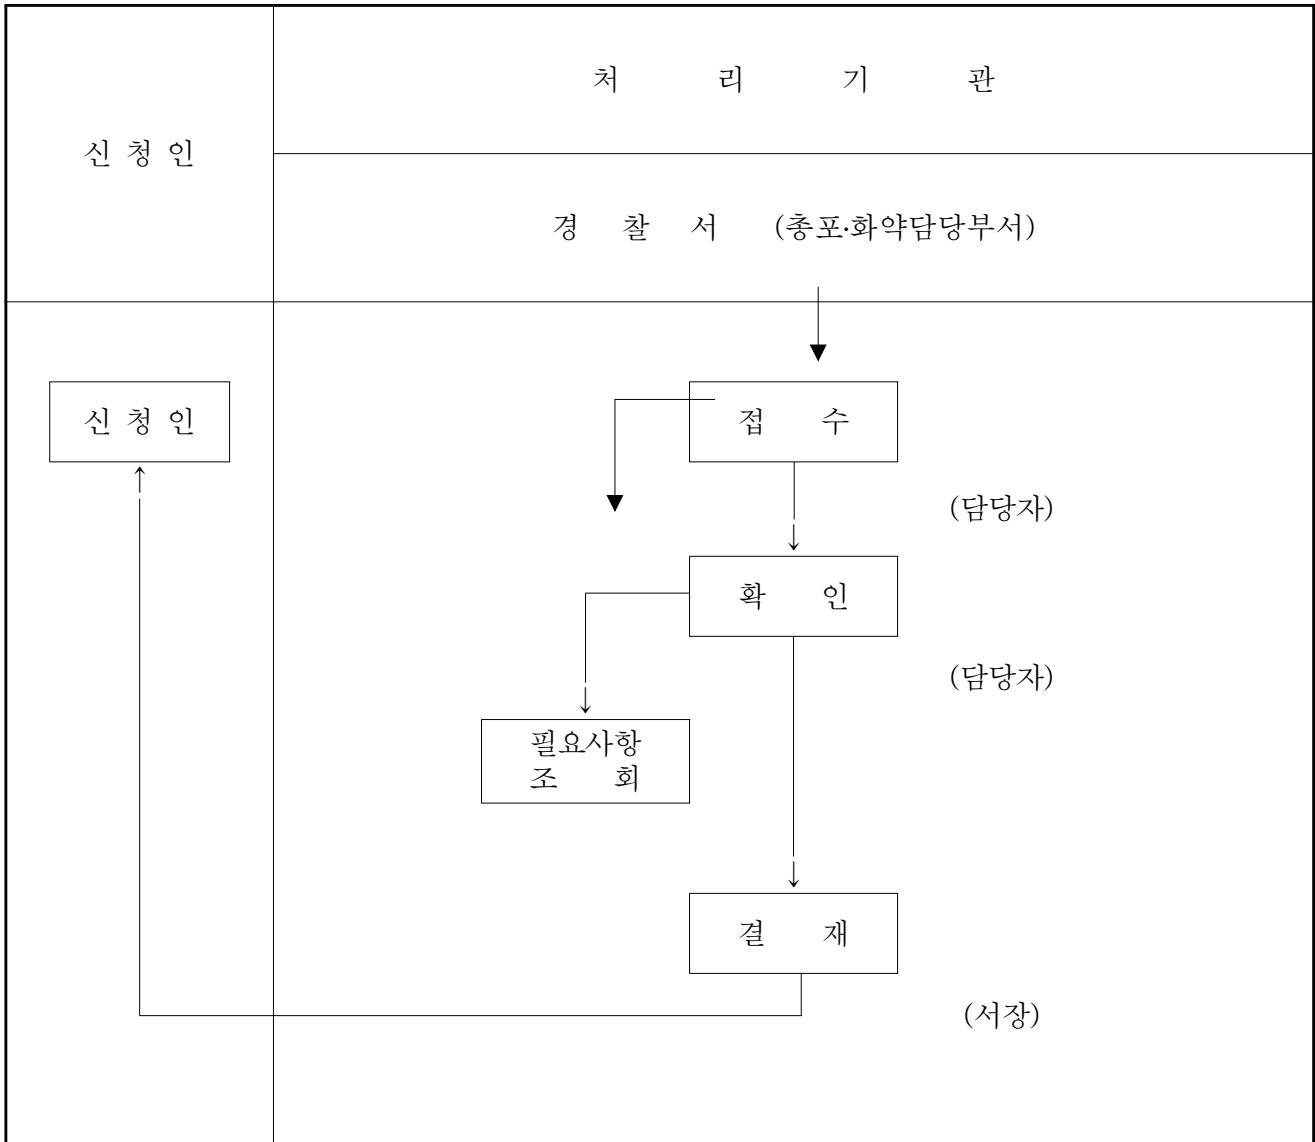 처 리 기 관
신 청 인
경 찰 서 (총포·화약담당부서)
신 청 인
접 수
(담당자)
확 인
(담당자)
필요사항
조 회
결 재
(서장)